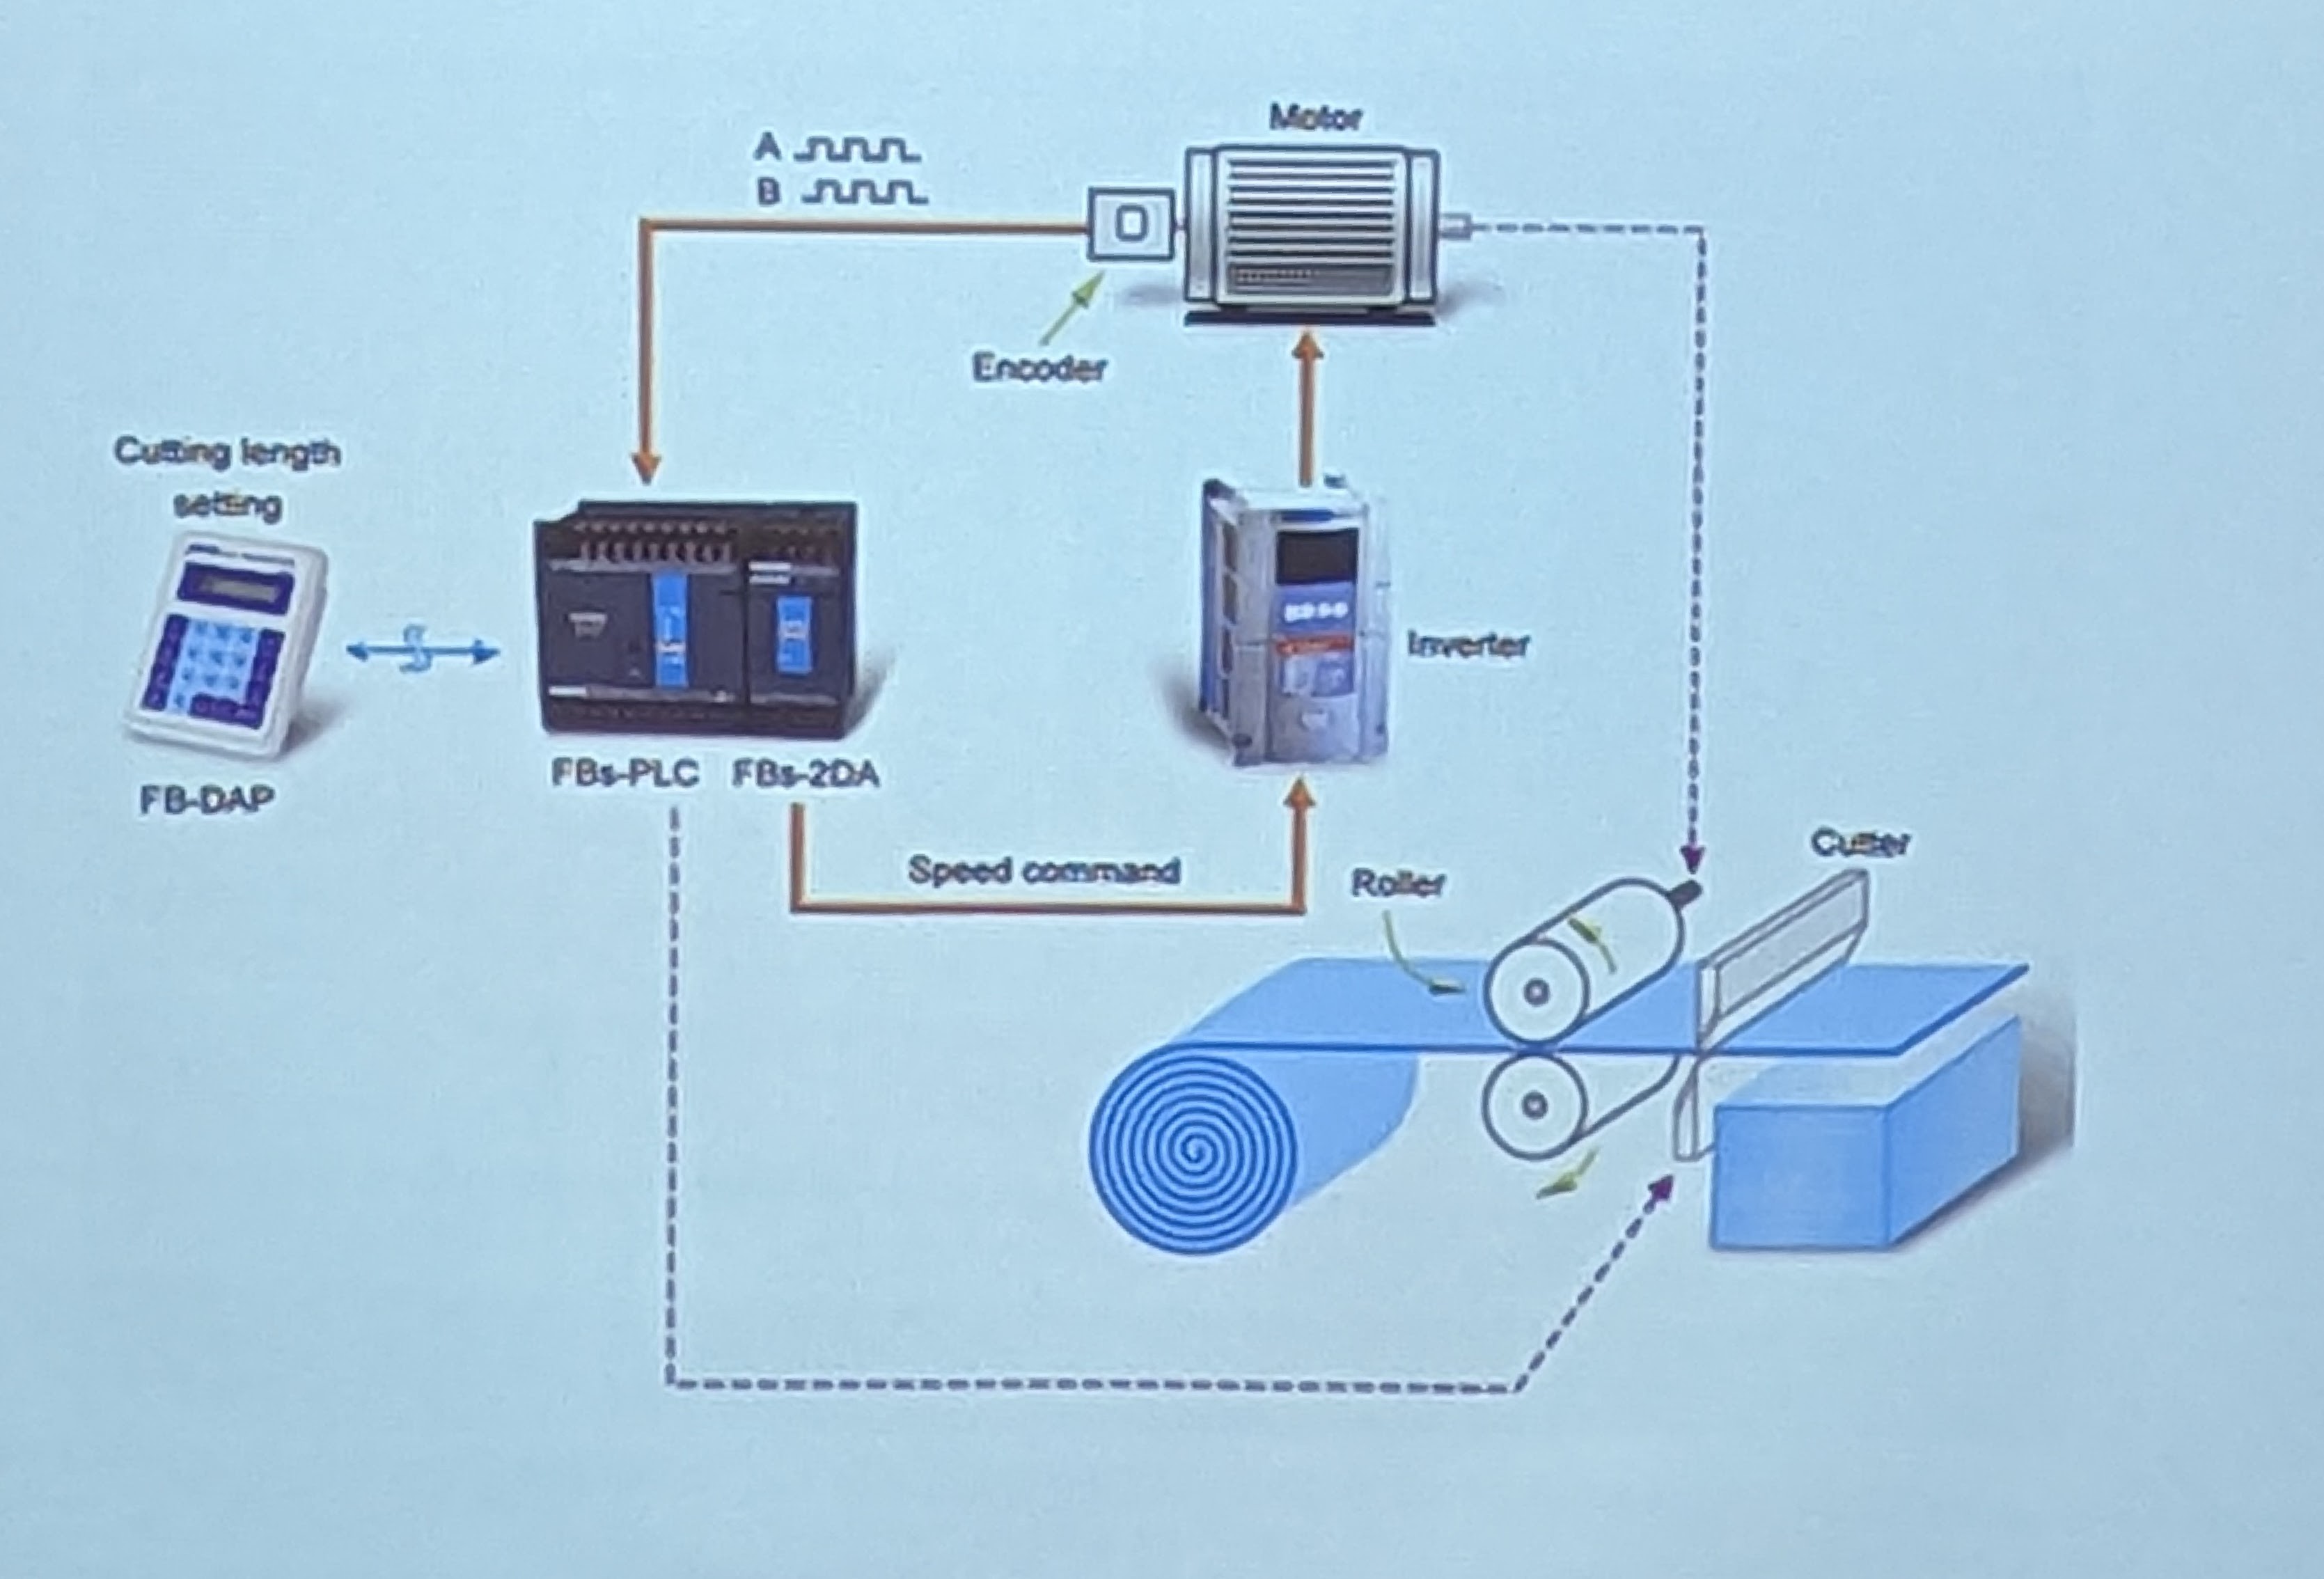 Motor
A
B
Encoder
Cutting length
setting
Inverter
FBs-PLC FBs-2DA
FB-DAP
Speed command
Roller
Cutter